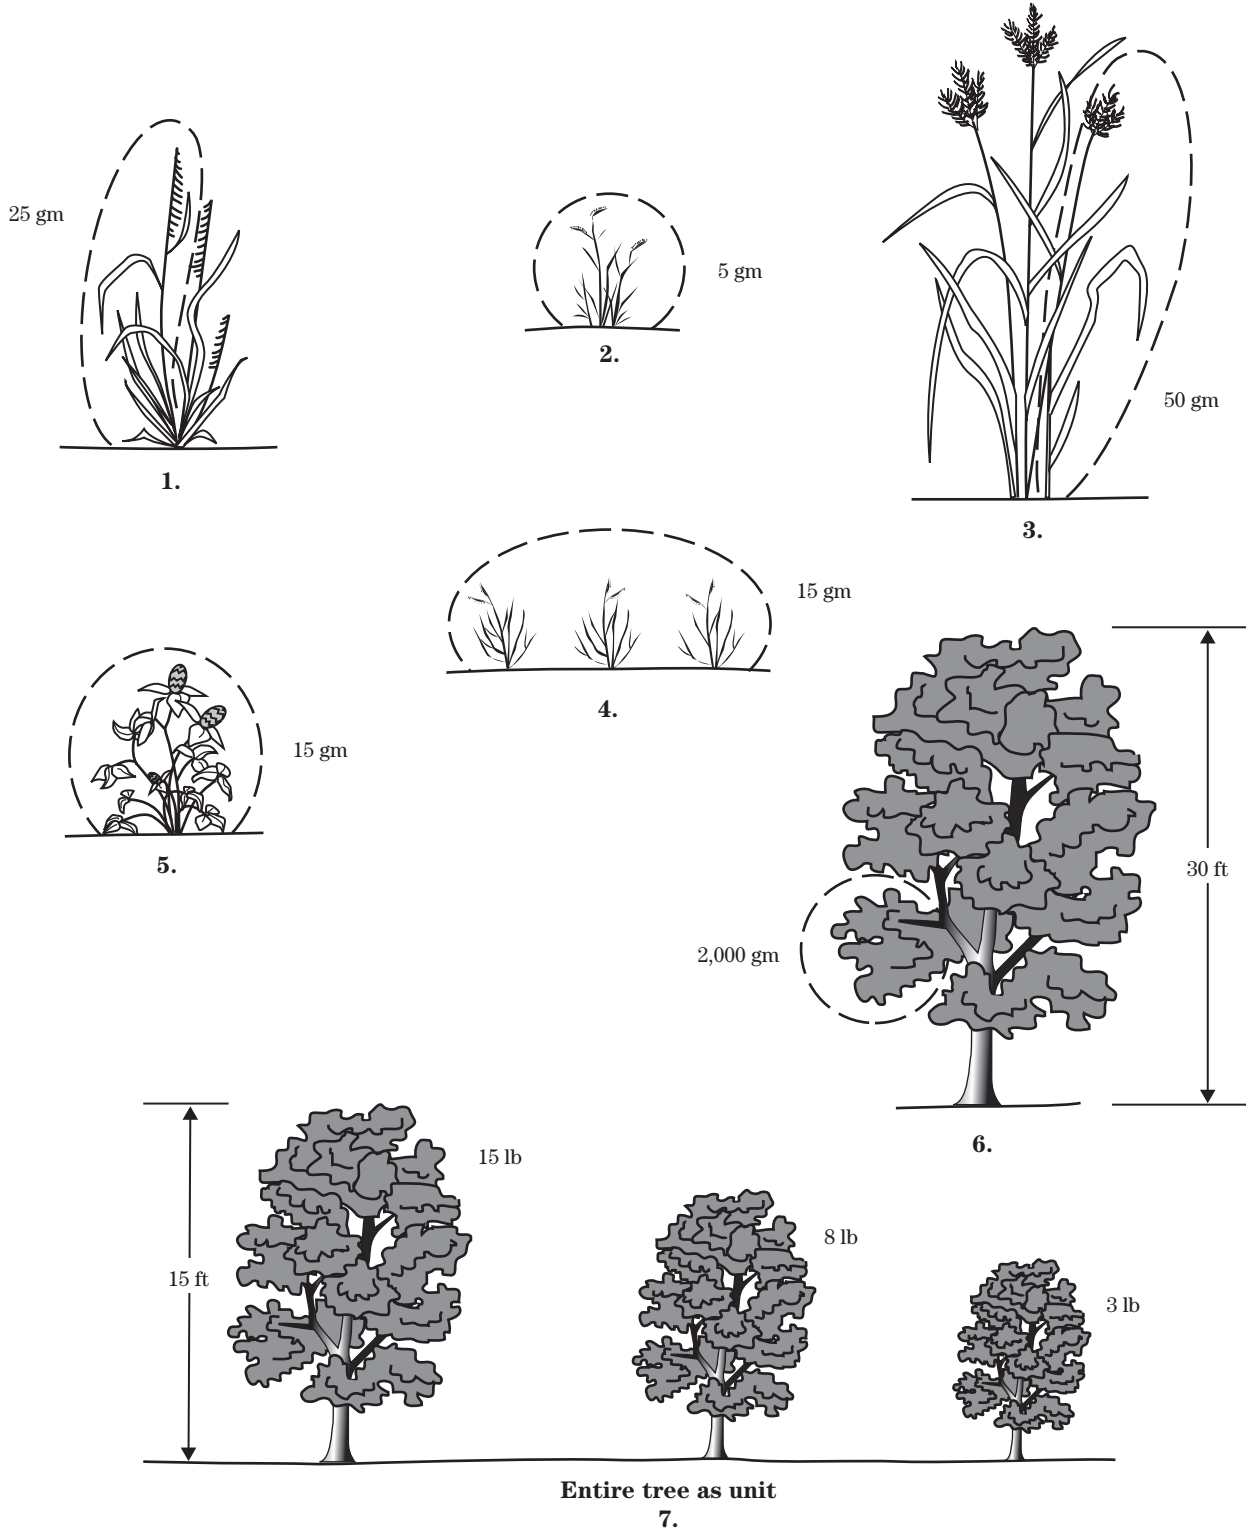 25 gm
1.
5 gm
2.
50 gm
3.
15 gm
4.
15 gm
5.
2,000 gm
30 ft
6.
15 ft
15 lb
8 lb
3 lb
Entire tree as unit
7.